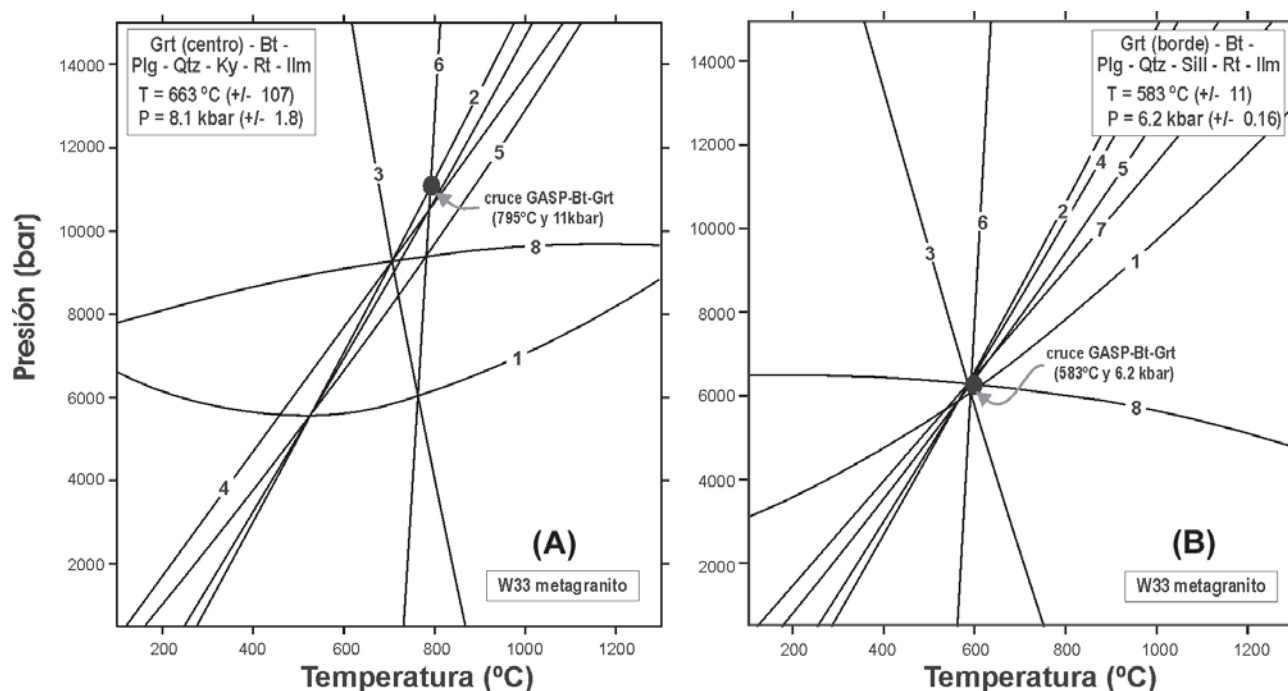 Grt (centro) - Bt -
Plg - Qtz - Ky - Rt - Ilm
T = 663 ºC (+/- 107)
P = 8.1 kbar (+/- 1.8)
14000
12000
10000
8000
6000
4000
2000
Presión (bar)
6
2
3
5
cruce GASP-Bt-Grt
(795ºC y 11kbar)
8
1
4
(A)
W33 metagranito
200
400
600
800
1000
1200
Temperatura (ºC)
Grt (borde) - Bt -
Plg - Qtz - Sill - Rt - Ilm
T = 583 ºC (+/- 11)
P = 6.2 kbar (+/- 0.16)
14000
12000
10000
8000
6000
4000
2000
4
5
2
6
7
3
1
cruce GASP-Bt-Grt
(583ºC y 6.2 kbar)
8
(B)
W33 metagranito
200
400
600
800
1000
1200
Temperatura (ºC)